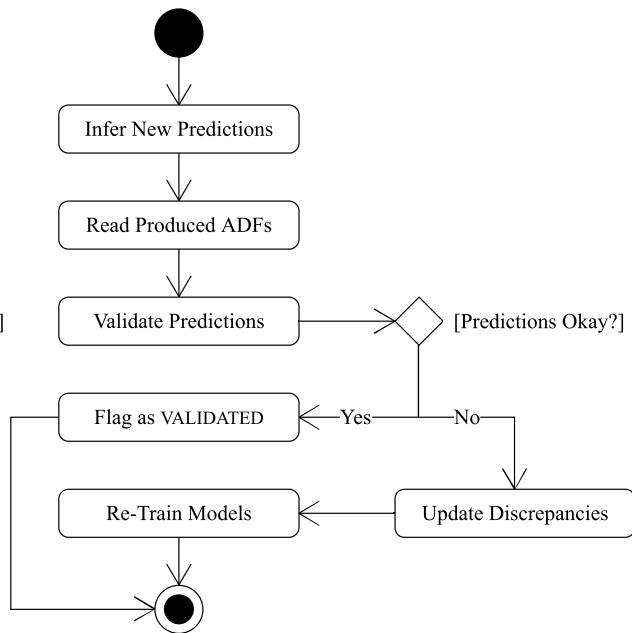 Infer New Predictions
Read Produced ADFs
]
Validate Predictions
[Predictions Okay?]
Flag as VALIDATED
Yes
No
Re-Train Models
Update Discrepancies